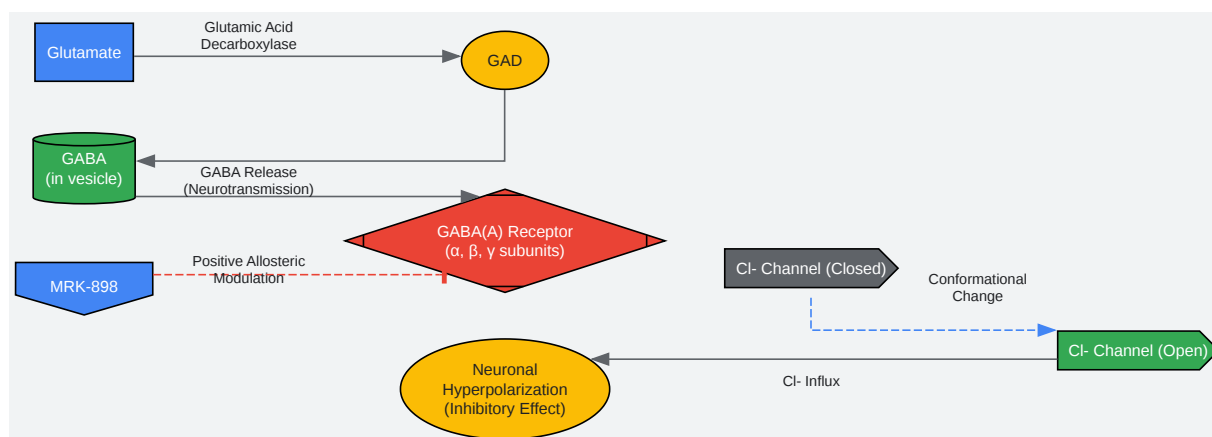 Glutamate
Glutamic Acid
Decarboxylase
GAD
GABA
(in vesicle)
GABA Release
(Neurotransmission)
GABA(A) Receptor
(α, β, γ subunits)
MRK-898
Positive Allosteric
Modulation
Cl- Channel (Closed)
Conformational
Change
Cl- Channel (Open)
Cl- Influx
Neuronal
Hyperpolarization
(Inhibitory Effect)